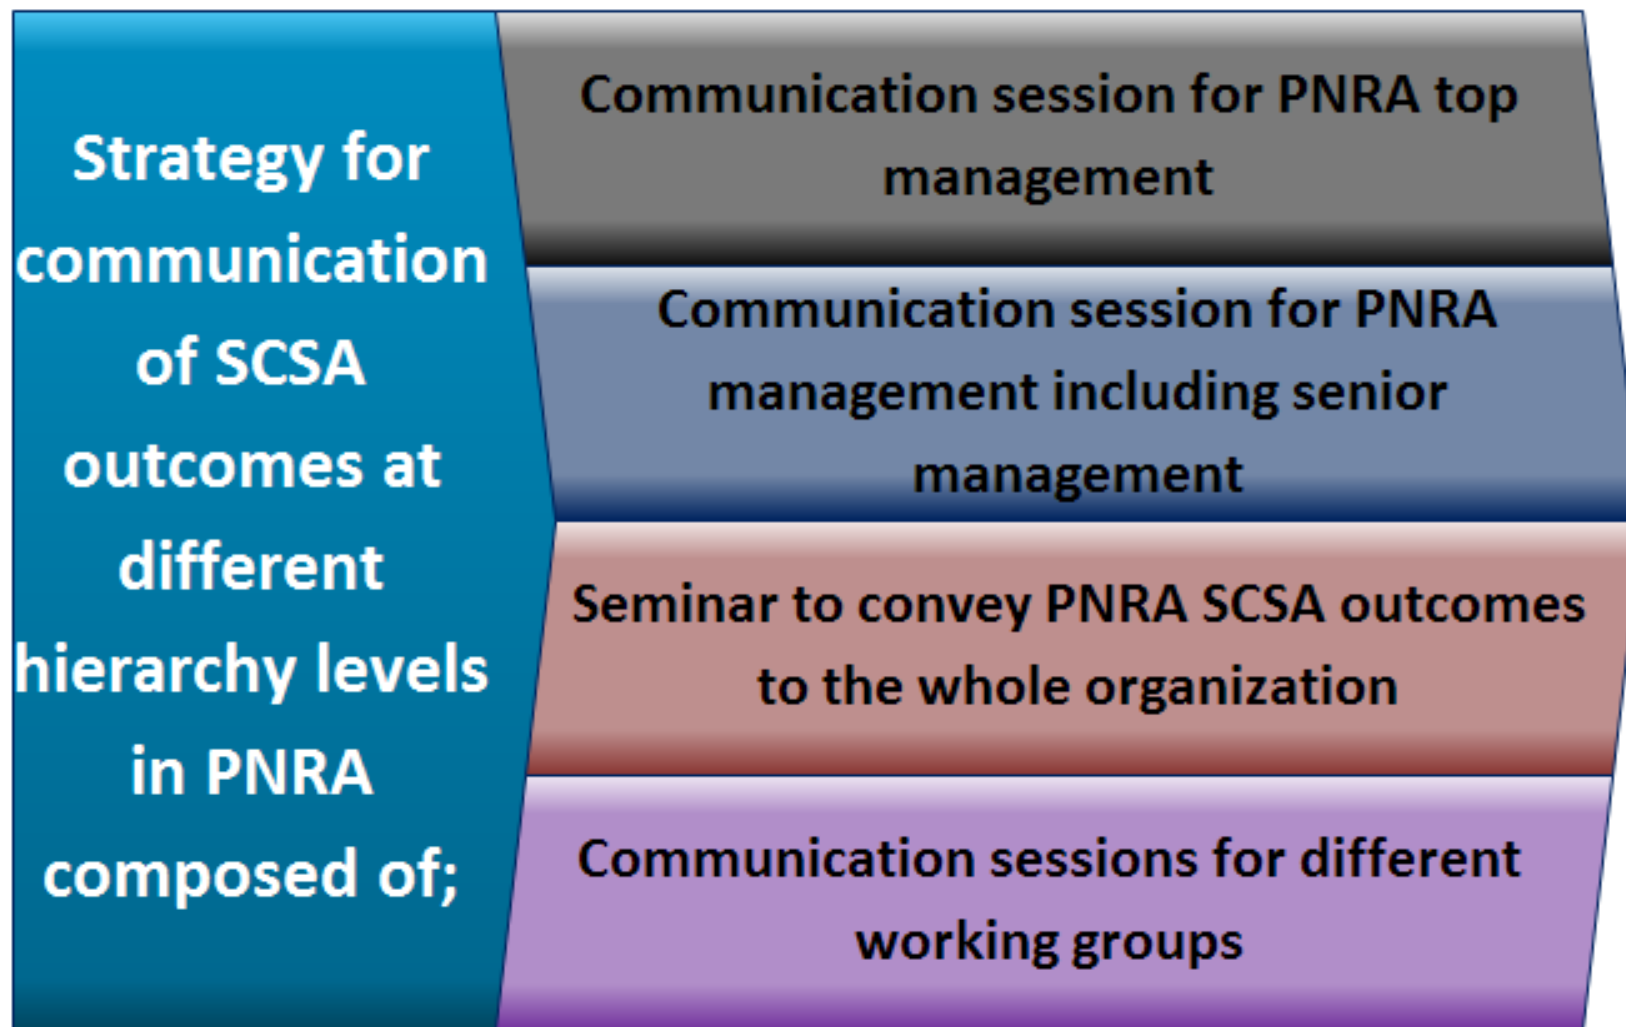 Strategy for
communication
of SCSA
outcomes at
different
hierarchy levels
in PNRA
composed of;
Communication session for PNRA top
management
Communication session for PNRA
management including senior
management
Seminar to convey PNRA SCSA outcomes
to the whole organization
Communication sessions for different
working groups